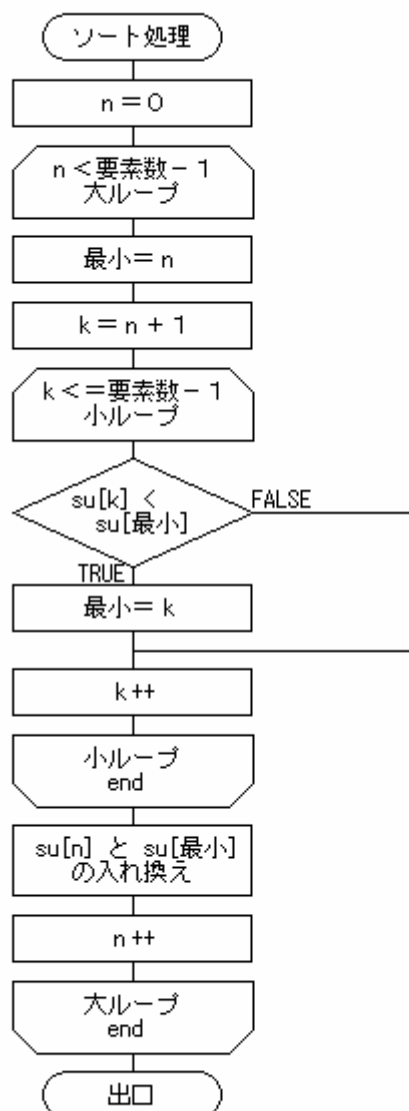 ソート処理
n＝0
n＜要素数－1
大ループ
最小＝n
k＝n＋1
k＜＝要素数－1
小ループ
su[k] ＜
su[最小]
FALSE
TRUE
最小＝k
k++
小ループ
end
su[n] と su[最小]
の入れ換え
n++
大ループ
end
出口